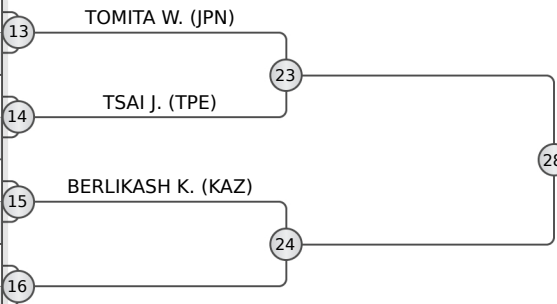 TOMITA W. (JPN)
13
23
TSAI J. (TPE)
14
28
BERLIKASH K. (KAZ)
15
24
16